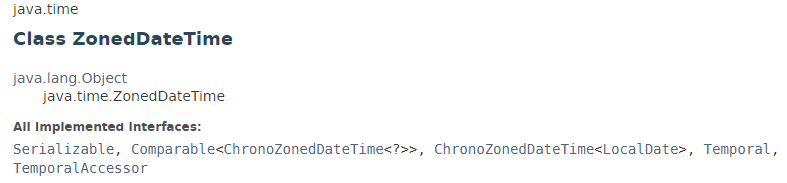 java.time
Class ZonedDateTime
java.lang.Object
java.time.ZonedDateTime
All Implemented Interfaces:
Serializable, Comparable<ChronoZonedDateTime<?>>, ChronoZonedDateTime<LocalDate>, Temporal,
TemporalAccessor